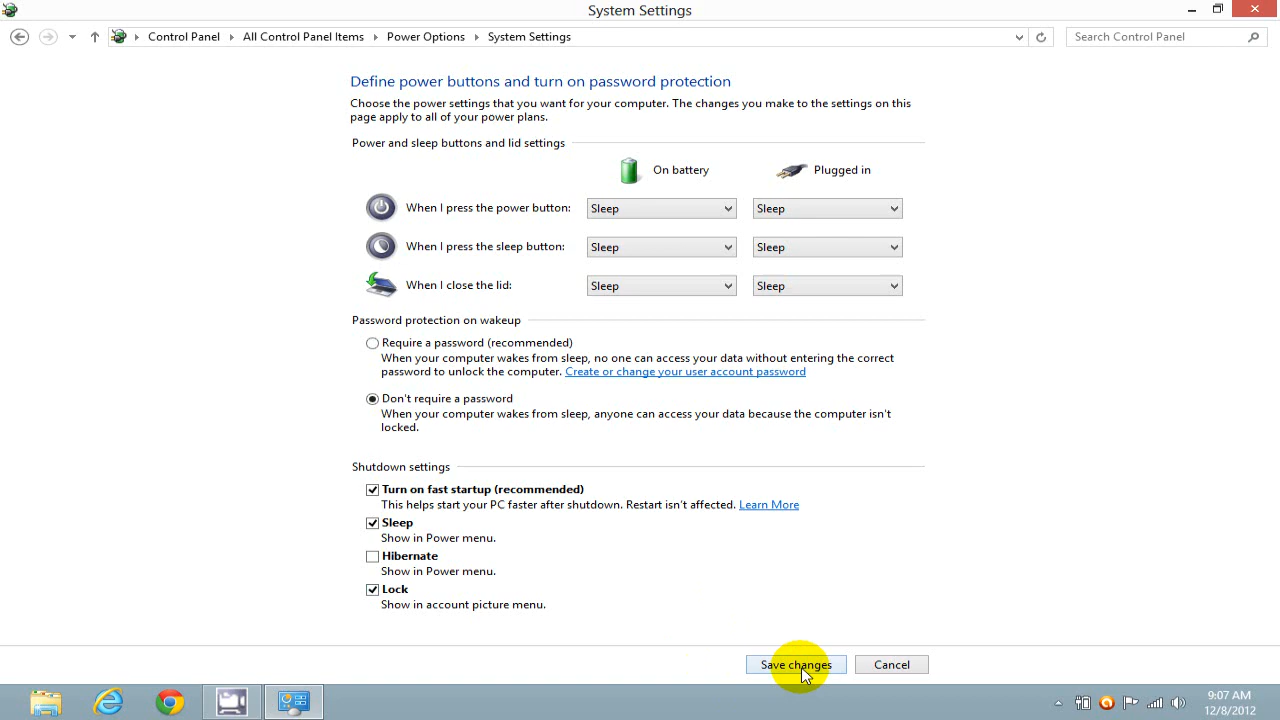 System Settings
Control Panel All Control Panel Items Power Options System Settings
Search Control Panel
Define power buttons and turn on password protection
Choose the power settings that you want for your computer. The changes you make to the settings on this
page apply to all of your power plans.
Power and sleep buttons and lid settings
On battery Plugged in
When I press the power button: Sleep Sleep
When I press the sleep button: Sleep Sleep
When I close the lid: Sleep Sleep
Password protection on wakeup
Require a password (recommended)
When your computer wakes from sleep, no one can access your data without entering the correct
password to unlock the computer. Create or change your user account password
Don't require a password
When your computer wakes from sleep, anyone can access your data because the computer isn't
locked.
Shutdown settings
Turn on fast startup (recommended)
This helps start your PC faster after shutdown. Restart isn't affected. Learn More
Sleep
Show in Power menu.
Hibernate
Show in Power menu.
Lock
Show in account picture menu.
Save changes Cancel
9:07 AM
12/8/2012